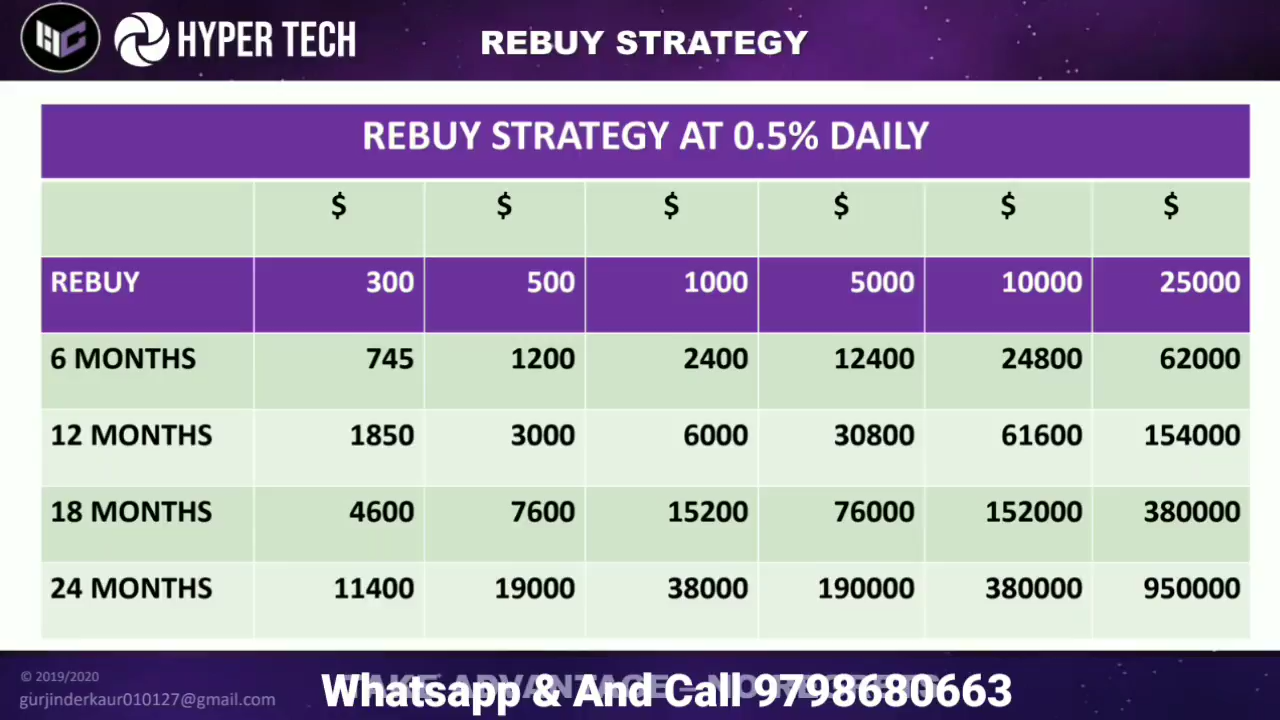 HC HYPER TECH REBUY STRATEGY
REBUY STRATEGY AT 0.5% DAILY
$ $ $ $ $ $
REBUY 300 500 1000 5000 10000 25000
6 MONTHS 745 1200 2400 12400 24800 62000
12 MONTHS 1850 3000 6000 30800 61600 154000
18 MONTHS 4600 7600 15200 76000 152000 380000
24 MONTHS 11400 19000 38000 190000 380000 950000
© 2019/2020
gurjinderkaur010127@gmail.com
Whatsapp & And Call 9798680663